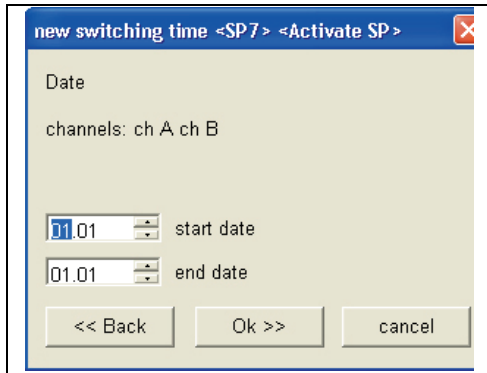 new switching time <SP7> <Activate SP>
Date
channels: ch A ch B
01.01 start date
01.01 end date
<< Back Ok >> cancel